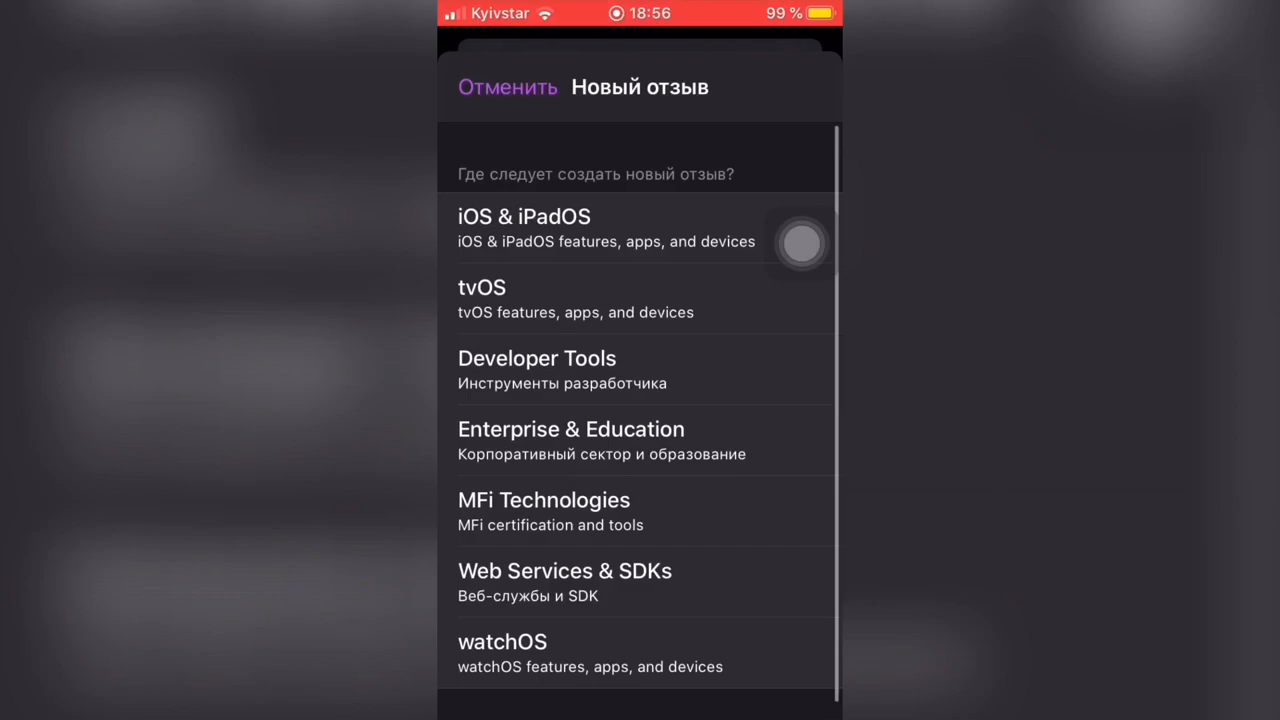 Kyivstar 18:56 99 %
Отменить Новый отзыв
Где следует создать новый отзыв?
iOS & iPadOS
iOS & iPadOS features, apps, and devices
tvOS
tvOS features, apps, and devices
Developer Tools
Инструменты разработчика
Enterprise & Education
Корпоративный сектор и образование
MFi Technologies
MFi certification and tools
Web Services & SDKs
Веб-службы и SDK
watchOS
watchOS features, apps, and devices